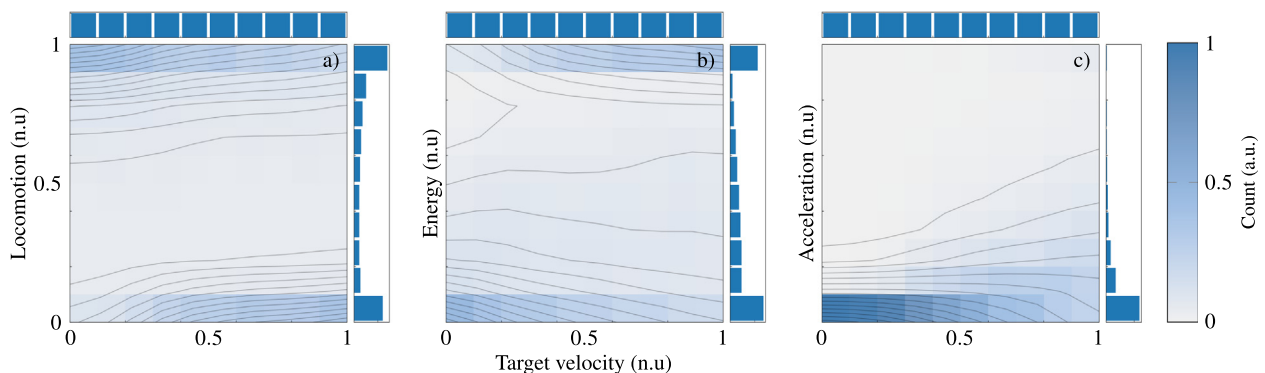 a)
b)
c)
1
0.5
0
Locomotion (n.u)
0
0.5
1
Energy (n.u)
0
0.5
1
Target velocity (n.u)
Acceleration (n.u)
0
0.5
1
1
0.5
0
Count (a.u.)